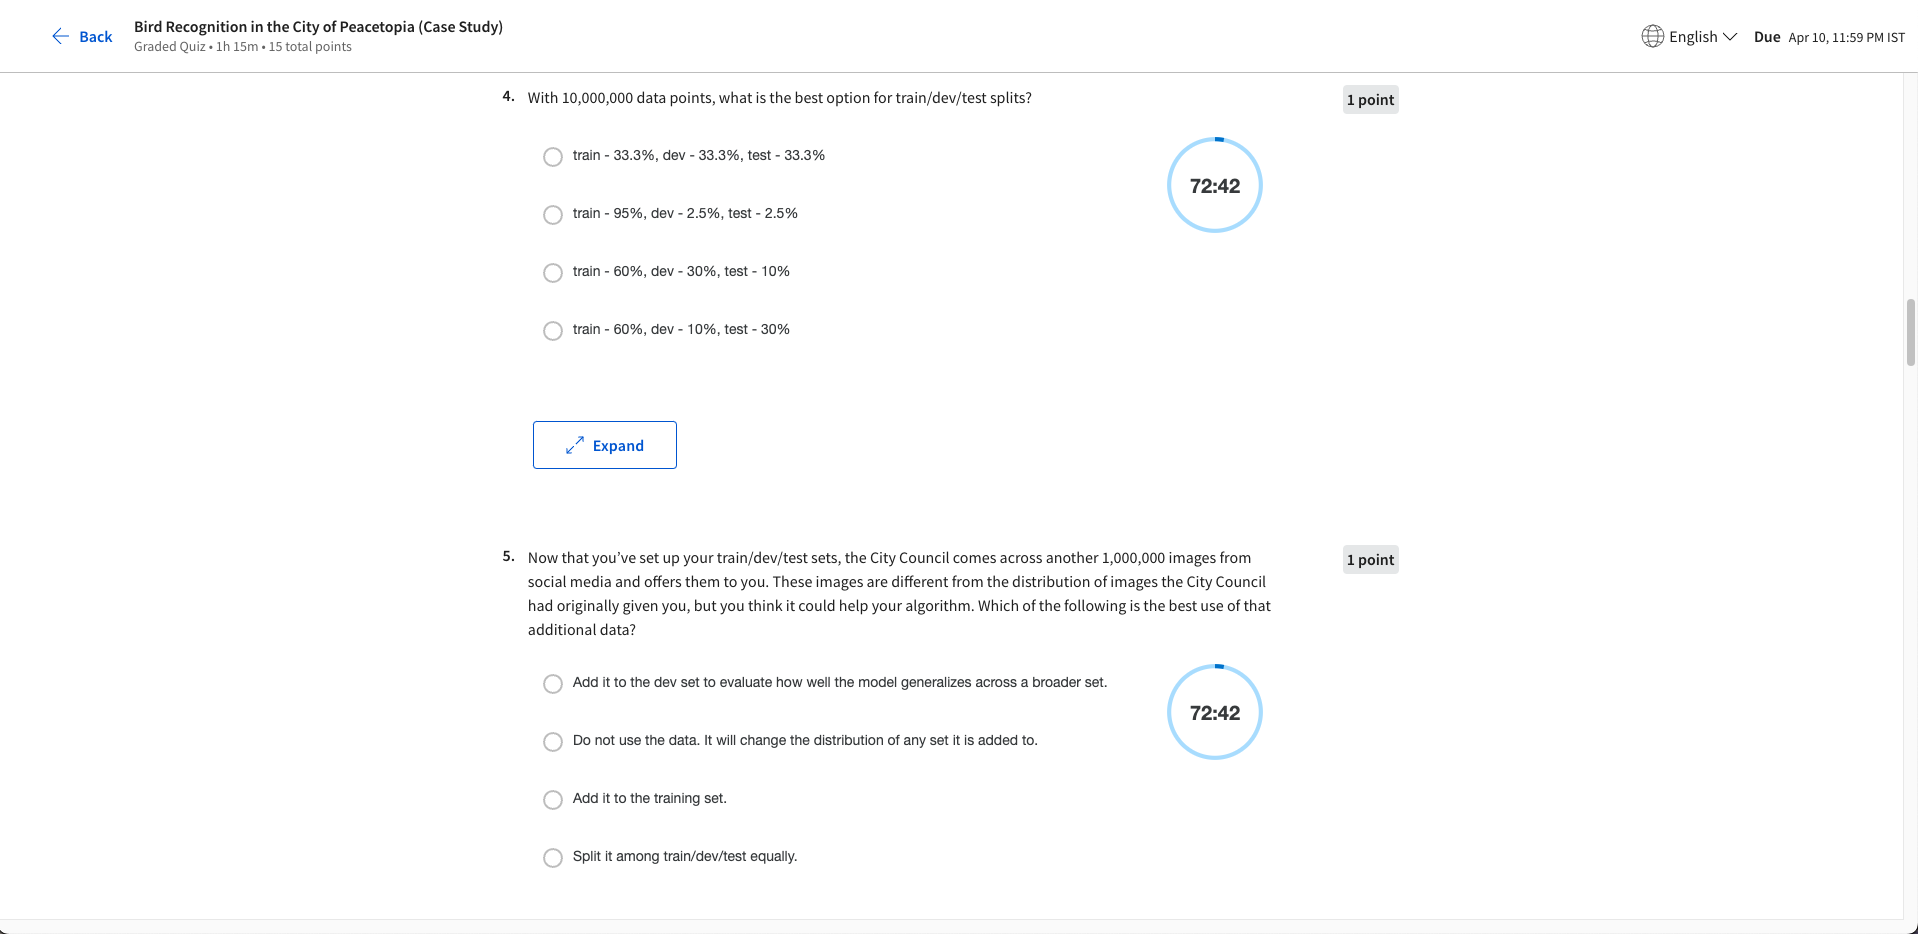 Back
Bird Recognition in the City of Peacetopia (Case Study)
Graded Quiz • 1h 15m • 15 total points
English
Due Apr 10, 11:59 PM IST
4. With 10,000,000 data points, what is the best option for train/dev/test splits?
1 point
train - 33.3%, dev - 33.3%, test - 33.3%
72:42
train - 95%, dev - 2.5%, test - 2.5%
train - 60%, dev - 30%, test - 10%
train - 60%, dev - 10%, test - 30%
Expand
5. Now that you’ve set up your train/dev/test sets, the City Council comes across another 1,000,000 images from
1 point
social media and offers them to you. These images are different from the distribution of images the City Council
had originally given you, but you think it could help your algorithm. Which of the following is the best use of that
additional data?
Add it to the dev set to evaluate how well the model generalizes across a broader set.
72:42
Do not use the data. It will change the distribution of any set it is added to.
Add it to the training set.
Split it among train/dev/test equally.